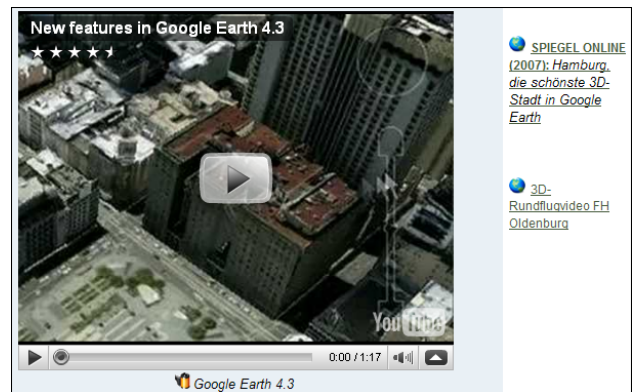 New features in Google Earth 4.3
YouTube
0:00 / 1:17
Google Earth 4.3
SPIEGEL ONLINE
(2007): Hamburg,
die schönste 3D-
Stadt in Google
Earth
3D-
Rundflugvideo FH
Oldenburg